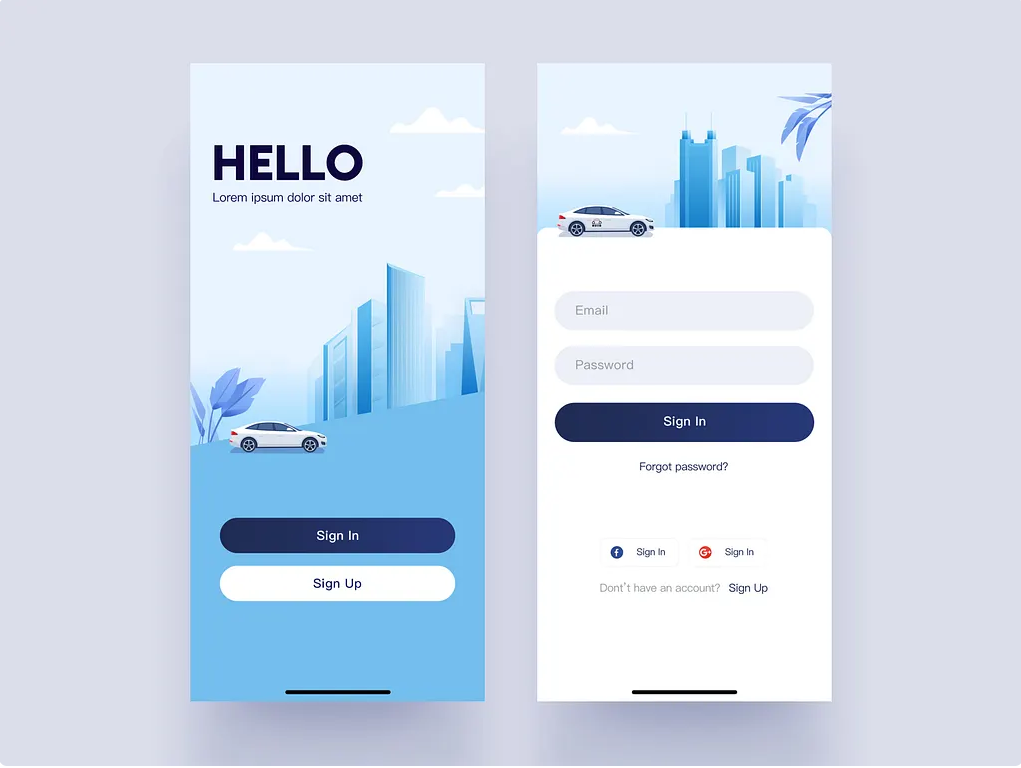 HELLO
Lorem ipsum dolor sit amet
Sign In
Sign Up
Email
Password
Sign In
Forgot password?
Sign In
Sign In
Dont't have an account? Sign Up